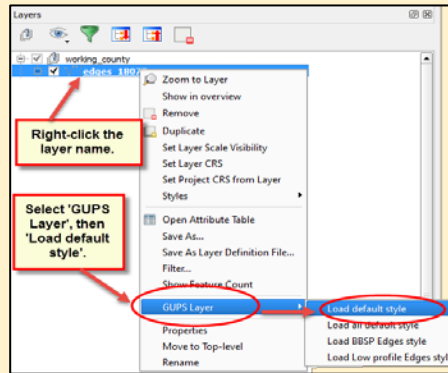 Layers
working_county
edges_1807
Zoom to Layer
Show in overview
Remove
Duplicate
Set Layer Scale Visibility
Set Layer CRS
Set Project CRS from Layer
Styles
Open Attribute Table
Save As...
Save As Layer Definition File...
Filter...
Show Feature Count
GUPS Layer
Properties
Move to Top-level
Rename
Load default style
Load all default style
Load BBSP Edges style
Load Low profile Edges styl
Right-click the
layer name.
Select 'GUPS
Layer', then
'Load default
style'.